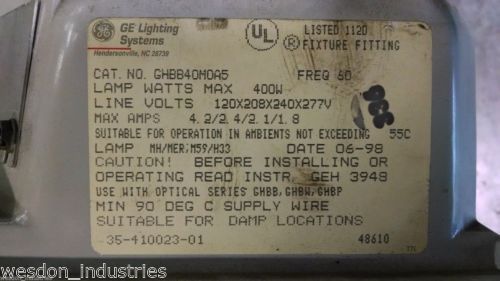 GE Lighting
Systems
Hendersonville, NC 28739
UL
LISTED 112D
® FIXTURE FITTING
CAT. NO. GHBB40M0A5 FREQ 60
LAMP WATTS MAX 400W
LINE VOLTS 120X208X240X277V
MAX AMPS 4.2/2.4/2.1/1.8
SUITABLE FOR OPERATION IN AMBIENTS NOT EXCEEDING 55C
LAMP MH/MER;M59/H33 DATE 06-98
CAUTION! BEFORE INSTALLING OR
OPERATING READ INSTR. GEH 3948
USE WITH OPTICAL SERIES GHBB, GHBW, GHBP
MIN 90 DEG C SUPPLY WIRE
SUITABLE FOR DAMP LOCATIONS
35-410023-01 48610
TTL
wesdon_industries
wesdon_industries